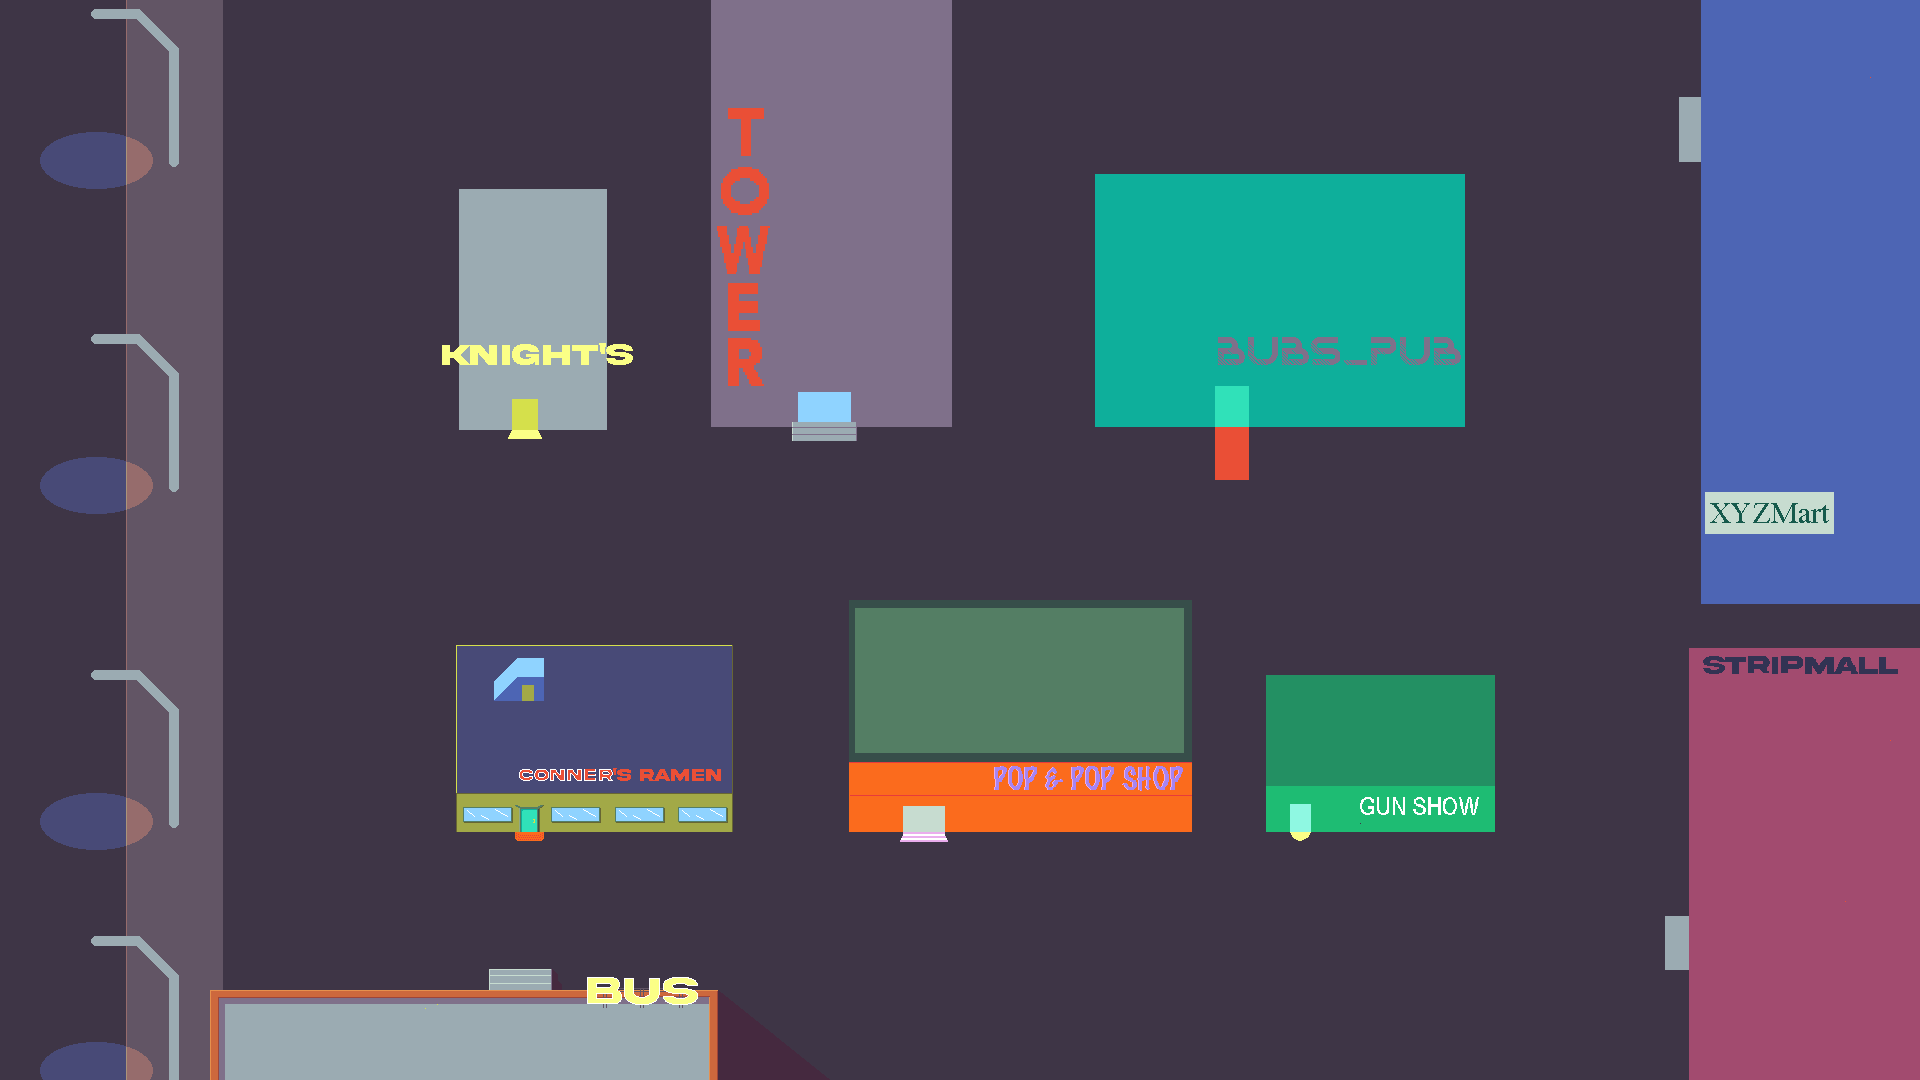 TOWER
KNIGHT'S
BUBS_PUB
XYZMart
STRIPMALL
CONNER'S RAMEN
POP & POP SHOP
GUN SHOW
BUS